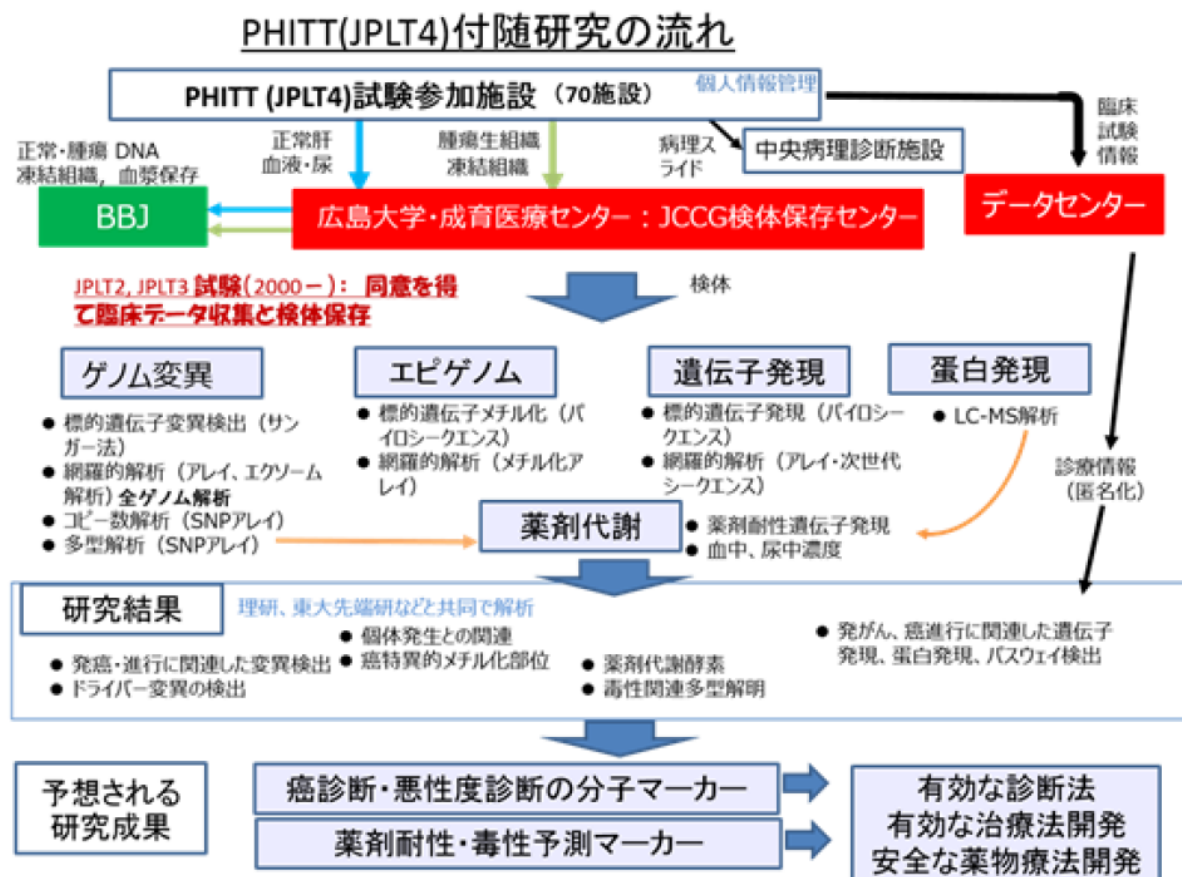 PHITT(JPLT4)付随研究の流れ
PHITT (JPLT4)試験参加施設 （70施設）
個人情報管理
臨床
試験
情報
正常・腫瘍 DNA
凍結組織, 血漿保存
正常肝
血液・尿
腫瘍生組織
凍結組織
病理ス
ライド
中央病理診断施設
BBJ
広島大学・成育医療センター：JCCG検体保存センター
データセンター
JPLT2, JPLT3 試験(2000－)： 同意を得
て臨床データ収集と検体保存
検体
ゲノム変異
● 標的遺伝子変異検出（サン
ガー法）
● 網羅的解析（アレイ、エクソーム
解析）全ゲノム解析
● コピー数解析（SNPアレイ）
● 多型解析（SNPアレイ）
エピゲノム
● 標的遺伝子メチル化（パ
イロシークエンス）
● 網羅的解析（メチル化ア
レイ）
遺伝子発現
● 標的遺伝子発現（パイロシー
クエンス）
● 網羅的解析（アレイ・次世代
シークエンス）
蛋白発現
● LC-MS解析
診療情報
（匿名化）
薬剤代謝
● 薬剤耐性遺伝子発現
● 血中、尿中濃度
研究結果
理研、東大先端研などと共同で解析
● 発癌・進行に関連した変異検出
● ドライバー変異の検出
● 個体発生との関連
● 癌特異的メチル化部位
● 薬剤代謝酵素
● 毒性関連多型解明
● 発がん、癌進行に関連した遺伝子
発現、蛋白発現、パスウェイ検出
予想される
研究成果
癌診断・悪性度診断の分子マーカー
薬剤耐性・毒性予測マーカー
有効な診断法
有効な治療法開発
安全な薬物療法開発